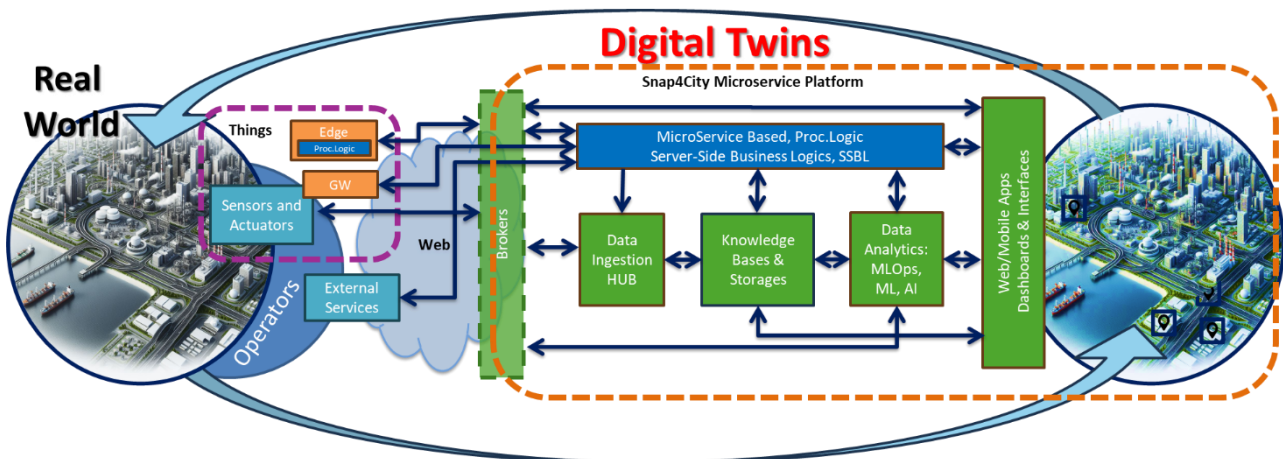 Digital Twins
Real
World
Snap4City Microservice Platform
Things
Edge
Proc.Logic
GW
Sensors and
Actuators
Web
External
Services
Operators
Brokers
MicroService Based, Proc.Logic
Server-Side Business Logics, SSBL
Data
Ingestion
HUB
Knowledge
Bases &
Storages
Data
Analytics:
MLOps,
ML, AI
Web/Mobile Apps
Dashboards & Interfaces